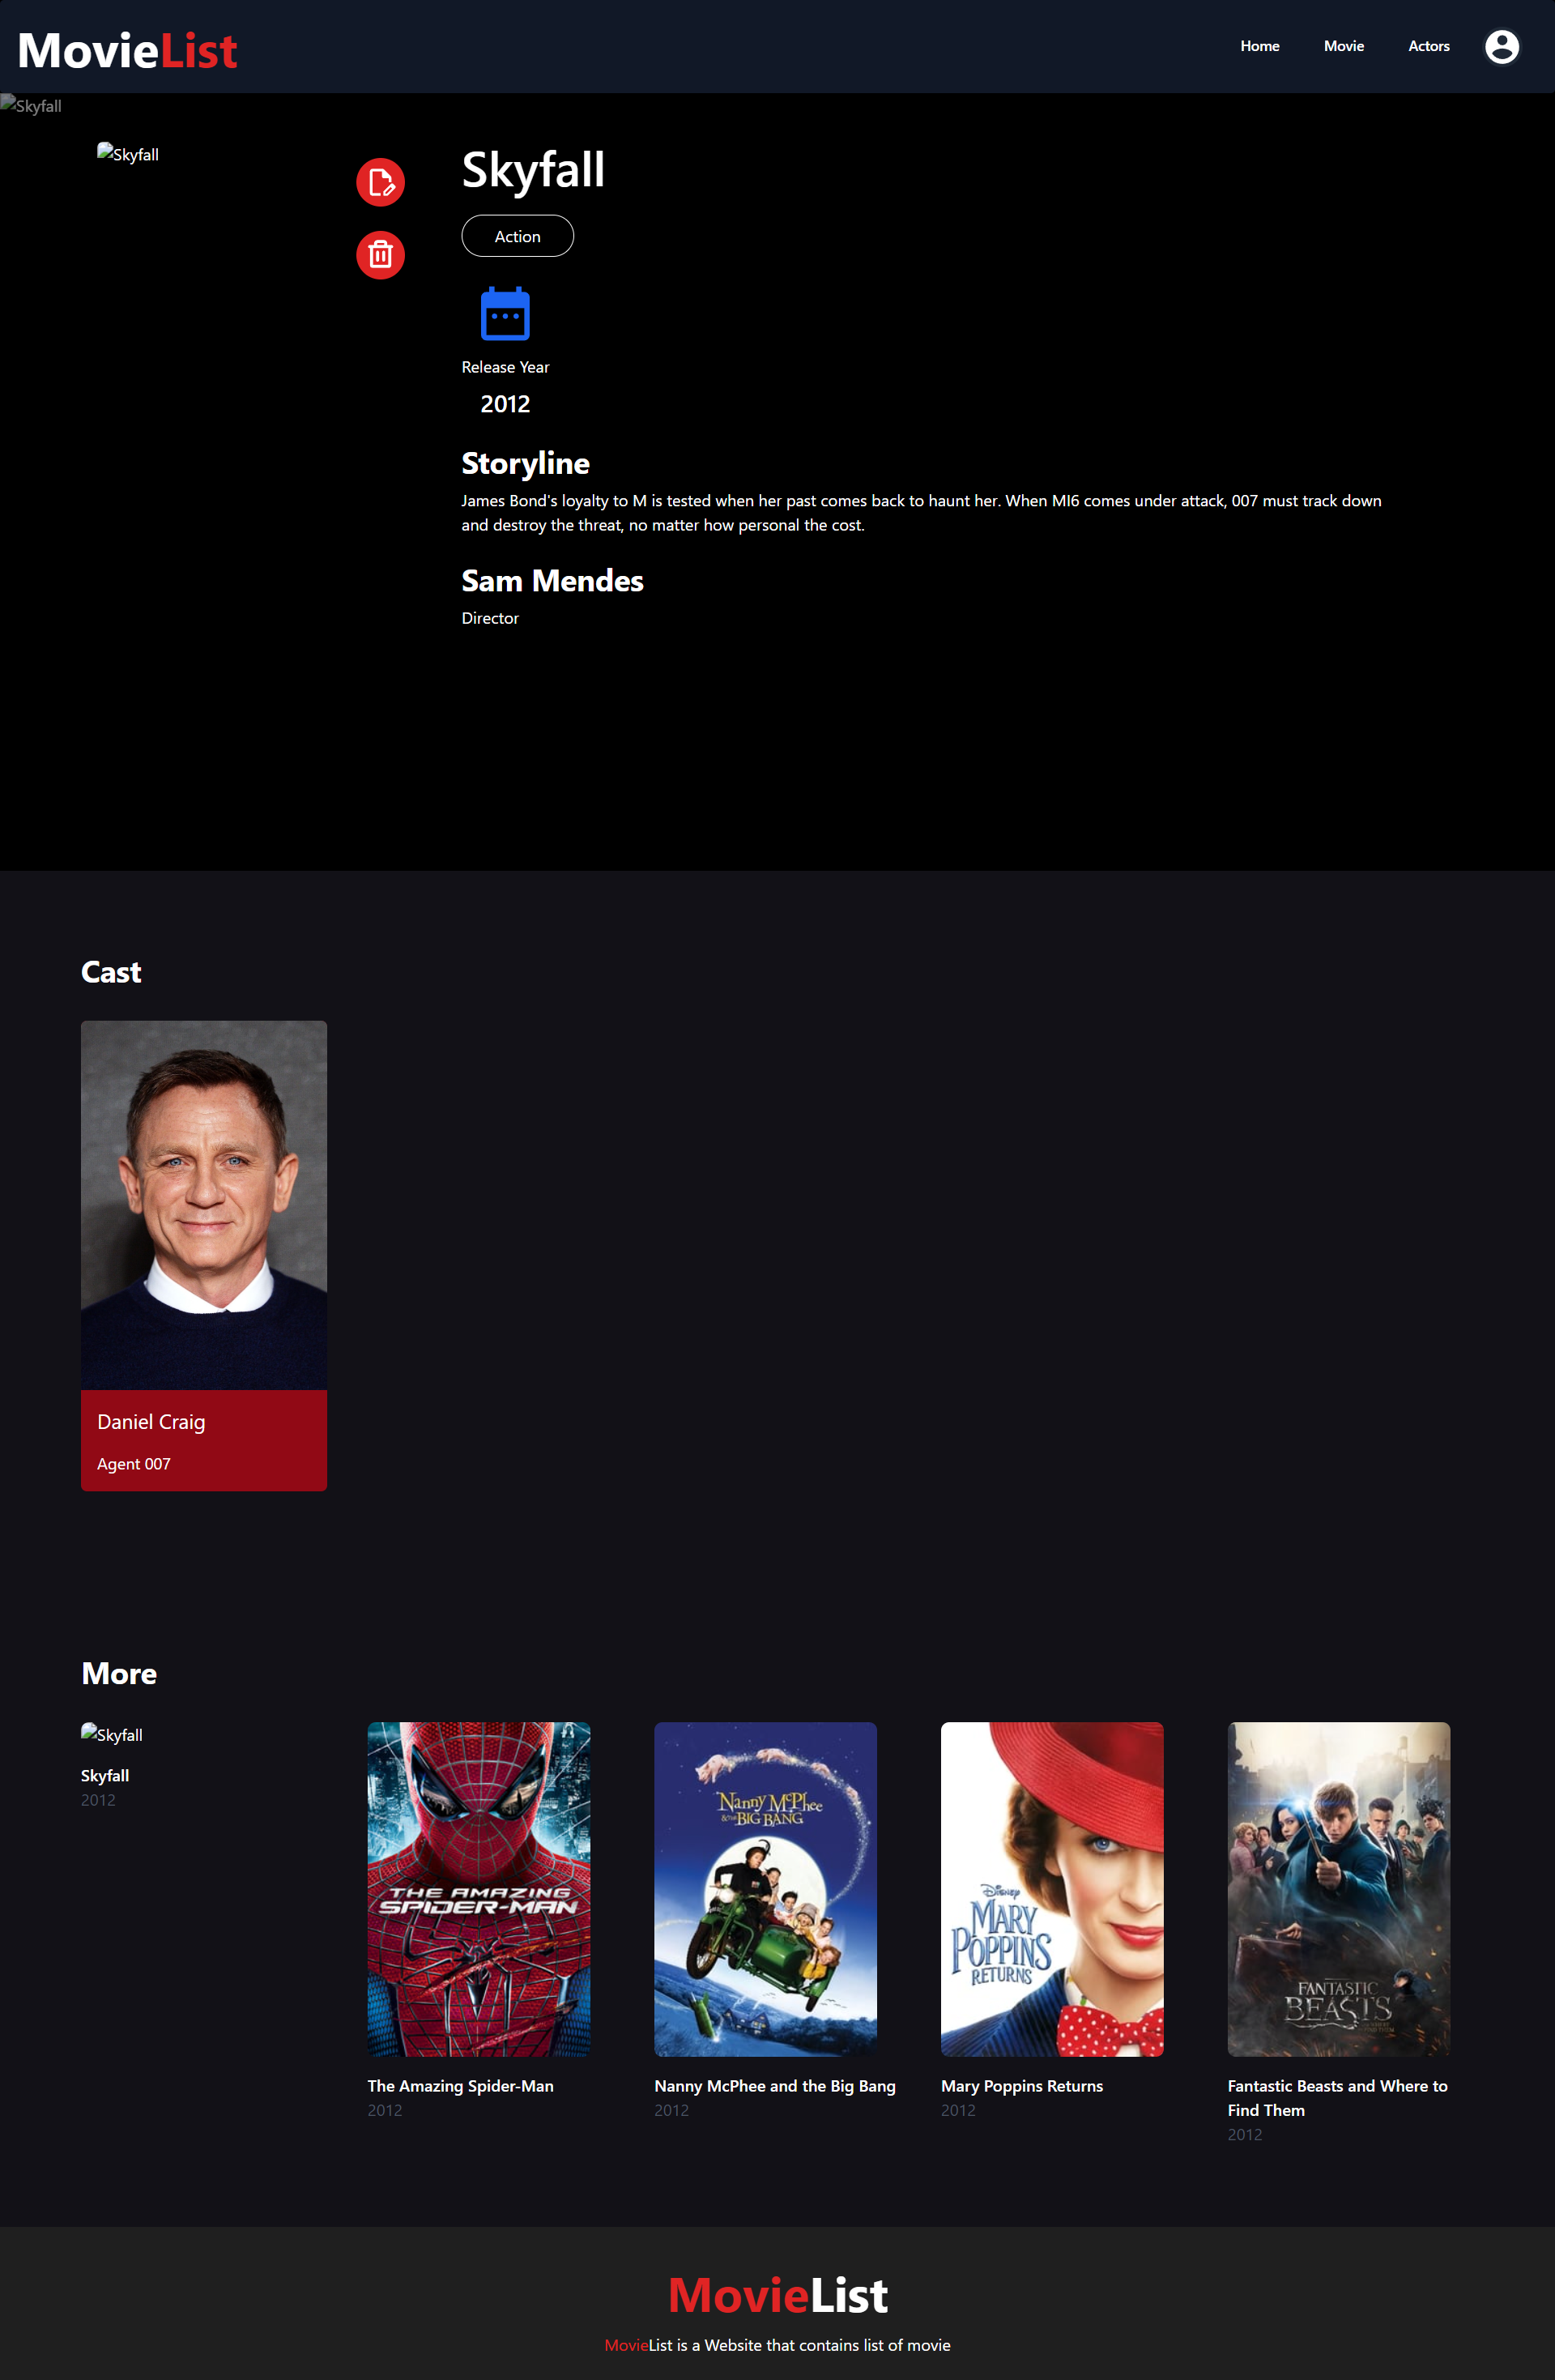 MovieList
Home
Movie
Actors
Skyfall
Skyfall
Skyfall
Action
Release Year
2012
Storyline
James Bond's loyalty to M is tested when her past comes back to haunt her. When MI6 comes under attack, 007 must track down
and destroy the threat, no matter how personal the cost.
Sam Mendes
Director
Cast
Daniel Craig
Agent 007
More
Skyfall
Skyfall
2012
THE AMAZING
SPIDER-MAN
The Amazing Spider-Man
2012
Nanny McPhee
& THE BIG BANG
Nanny McPhee and the Big Bang
2012
Disney
MARY
POPPINS
RETURNS
Mary Poppins Returns
2012
FANTASTIC
BEASTS
Fantastic Beasts and Where to
Find Them
2012
MovieList
MovieList is a Website that contains list of movie